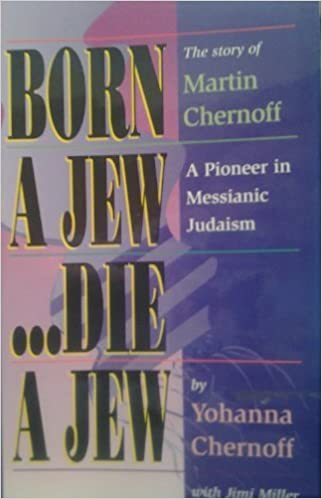 BORN
A JEW
...DIE
A JEW
The story of
Martin
Chernoff
A Pioneer in
Messianic
Judaism
by
Yohanna
Chernoff
with Jimi Miller